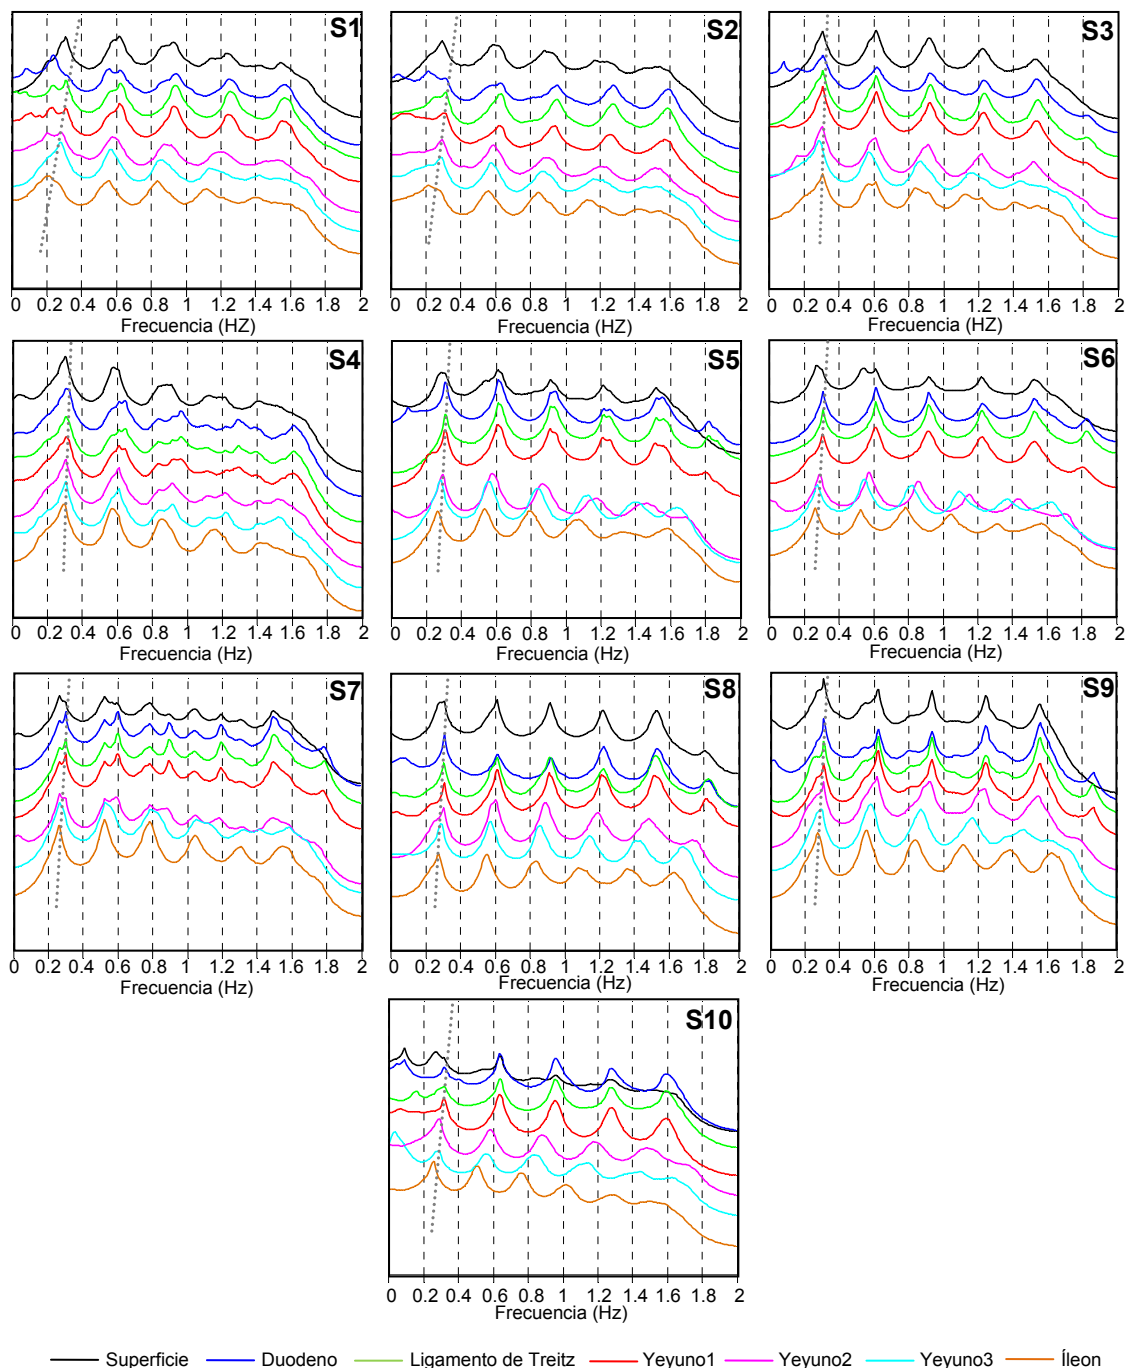 S1 S2 S3
0 0.2 0.4 0.6 0.8 1 1.2 1.4 1.6 1.8 2 0 0.2 0.4 0.6 0.8 1 1.2 1.4 1.6 1.8 2 0 0.2 0.4 0.6 0.8 1 1.2 1.4 1.6 1.8 2
Frecuencia (HZ) Frecuencia (HZ) Frecuencia (HZ)
S4 S5 S6
0 0.2 0.4 0.6 0.8 1 1.2 1.4 1.6 1.8 2 0 0.2 0.4 0.6 0.8 1 1.2 1.4 1.6 1.8 2 0 0.2 0.4 0.6 0.8 1 1.2 1.4 1.6 1.8 2
Frecuencia (Hz) Frecuencia (Hz) Frecuencia (Hz)
S7 S8 S9
0 0.2 0.4 0.6 0.8 1 1.2 1.4 1.6 1.8 2 0 0.2 0.4 0.6 0.8 1 1.2 1.4 1.6 1.8 2 0 0.2 0.4 0.6 0.8 1 1.2 1.4 1.6 1.8 2
Frecuencia (Hz) Frecuencia (Hz) Frecuencia (Hz)
S10
0 0.2 0.4 0.6 0.8 1 1.2 1.4 1.6 1.8 2
Frecuencia (Hz)
Superficie Duodeno Ligamento de Treitz Yeyuno1 Yeyuno2 Yeyuno3 Íleon